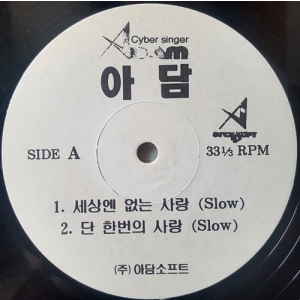 Cyber singer
Adam
아담
SIDE A
33⅓ RPM
1. 세상엔 없는 사랑 (Slow)
2. 단 한번의 사랑 (Slow)
(주) 아담소프트